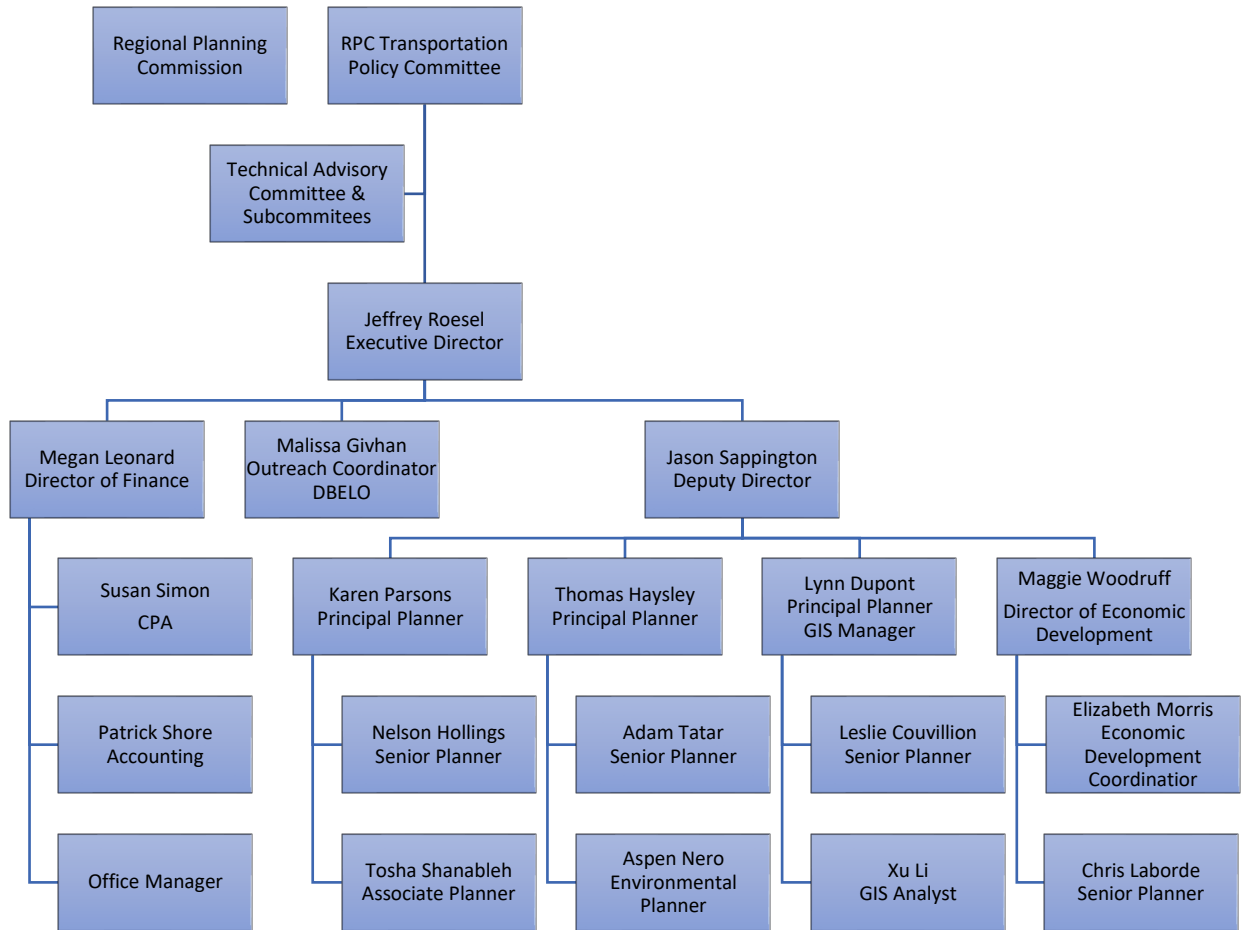 Regional Planning
Commission
RPC Transportation
Policy Committee
Technical Advisory
Committee &
Subcommitees
Jeffrey Roesel
Executive Director
Megan Leonard
Director of Finance
Malissa Givhan
Outreach Coordinator
DBELO
Jason Sappington
Deputy Director
Susan Simon
CPA
Karen Parsons
Principal Planner
Thomas Haysley
Principal Planner
Lynn Dupont
Principal Planner
GIS Manager
Maggie Woodruff
Director of Economic
Development
Patrick Shore
Accounting
Nelson Hollings
Senior Planner
Adam Tatar
Senior Planner
Leslie Couvillion
Senior Planner
Elizabeth Morris
Economic
Development
Coordinatior
Office Manager
Tosha Shanableh
Associate Planner
Aspen Nero
Environmental
Planner
Xu Li
GIS Analyst
Chris Laborde
Senior Planner